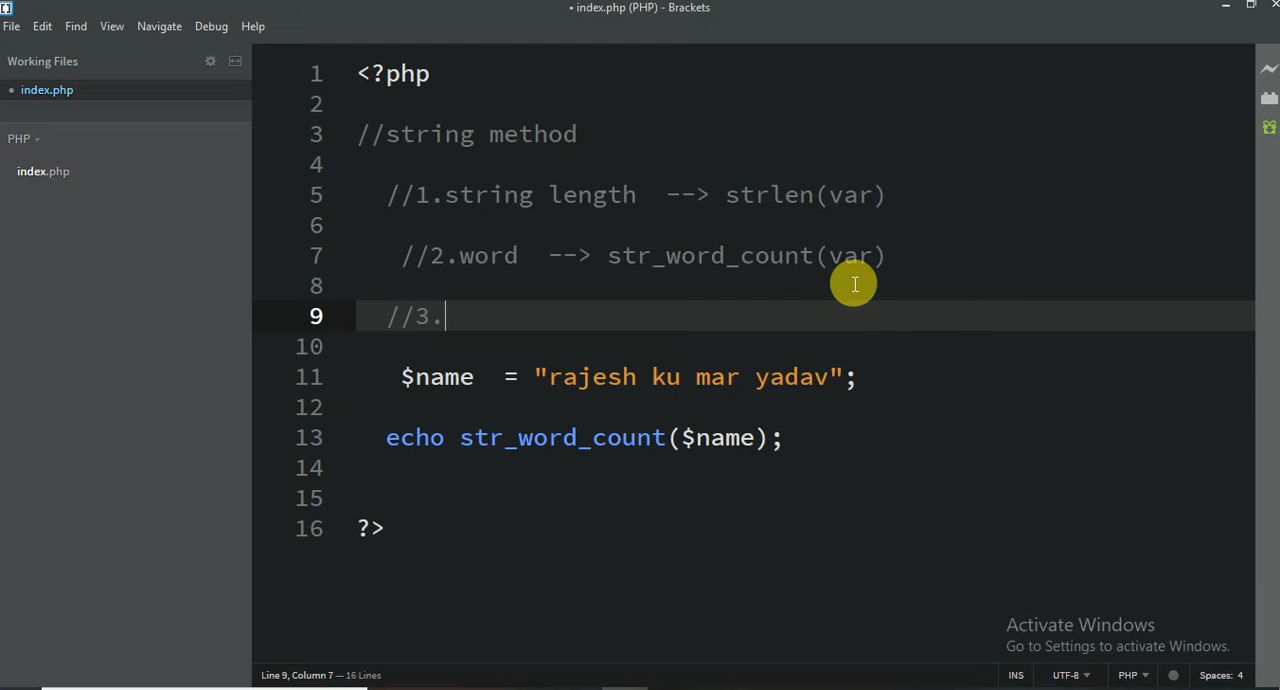 • index.php (PHP) - Brackets
File Edit Find View Navigate Debug Help
Working Files
• index.php
PHP
index.php
1 <?php
2
3 //string method
4
5 //1.string length --> strlen(var)
6
7 //2.word --> str_word_count(var)
8
9 //3.
10
11 $name = "rajesh ku mar yadav";
12
13 echo str_word_count($name);
14
15
16 ?>
Activate Windows
Go to Settings to activate Windows.
Line 9, Column 7 — 16 Lines INS UTF-8 PHP Spaces: 4